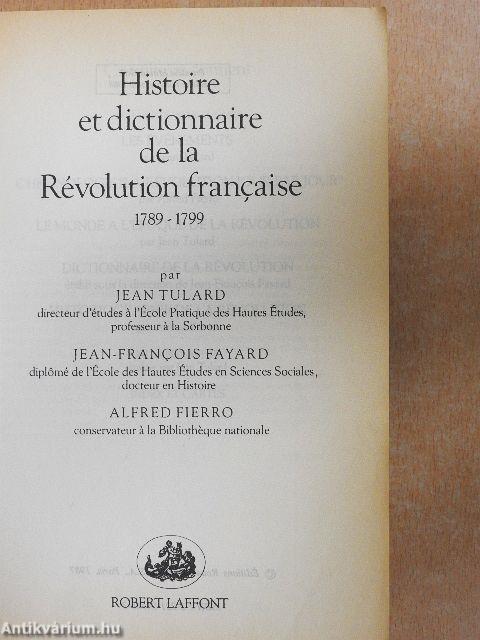 Histoire
et dictionnaire
de la
Révolution française
1789 - 1799
par
JEAN TULARD
directeur d'études à l'École Pratique des Hautes Études,
professeur à la Sorbonne
JEAN-FRANÇOIS FAYARD
diplômé de l'École des Hautes Études en Sciences Sociales,
docteur en Histoire
ALFRED FIERRO
conservateur à la Bibliothèque nationale
ROBERT LAFFONT
Antikvárium.hu